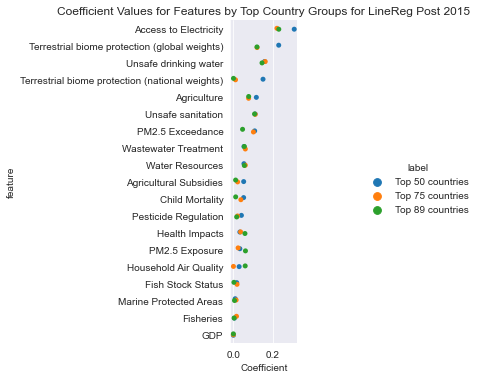 Coefficient Values for Features by Top Country Groups for LineReg Post 2015
Access to Electricity
Terrestrial biome protection (global weights)
Unsafe drinking water
Terrestrial biome protection (national weights)
Agriculture
Unsafe sanitation
PM2.5 Exceedance
Wastewater Treatment
Water Resources
Agricultural Subsidies
Child Mortality
Pesticide Regulation
Health Impacts
PM2.5 Exposure
Household Air Quality
Fish Stock Status
Marine Protected Areas
Fisheries
GDP
feature
0.0 0.2
Coefficient
label
Top 50 countries
Top 75 countries
Top 89 countries